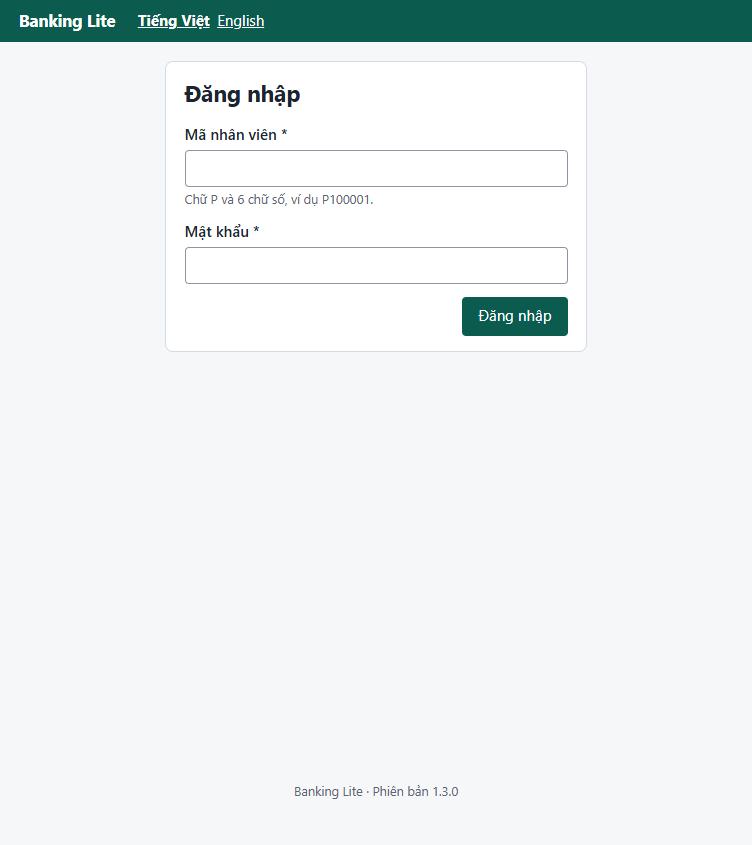 Banking Lite Tiếng Việt English
Đăng nhập
Mã nhân viên *
Chữ P và 6 chữ số, ví dụ P100001.
Mật khẩu *
Đăng nhập
Banking Lite · Phiên bản 1.3.0